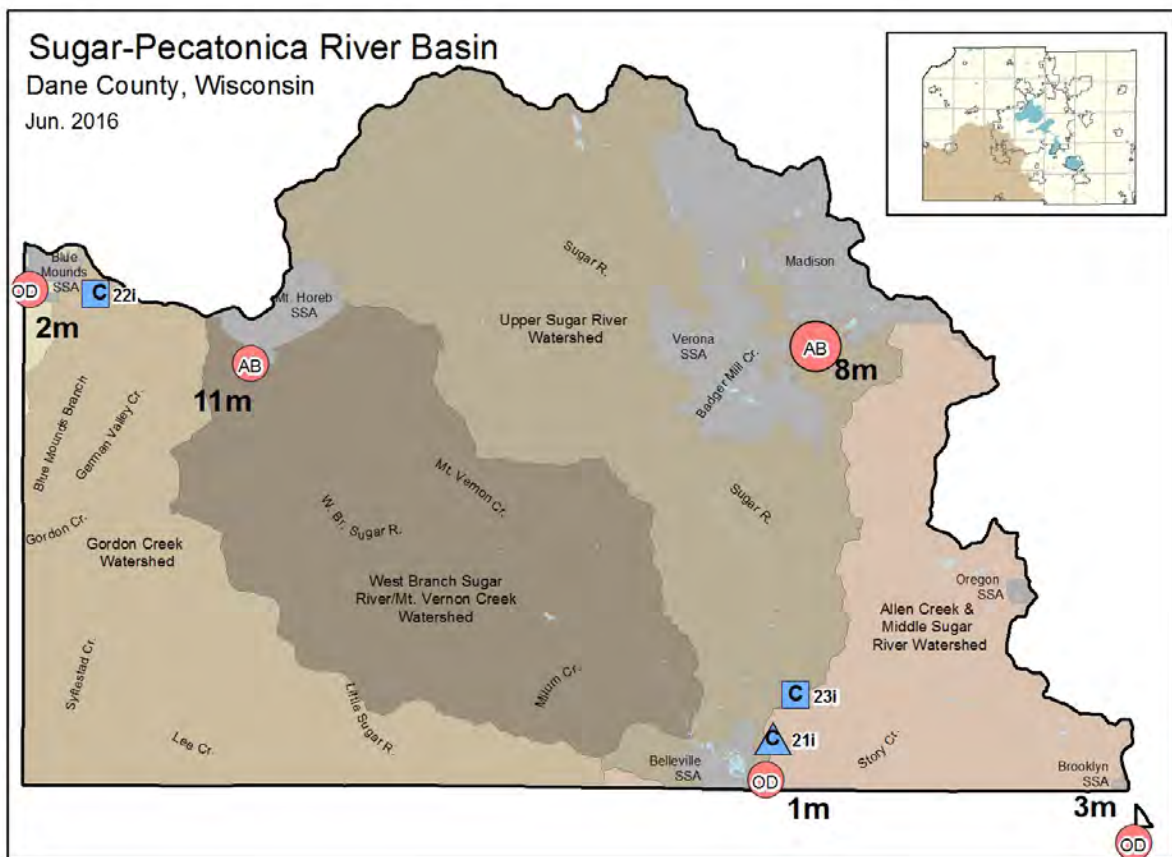 Sugar-Pecatonica River Basin
Dane County, Wisconsin
Jun. 2016
Blue
Mounds
SSA
OD
C 22i
2m
Mt. Horeb
SSA
AB
11m
Sugar R.
Upper Sugar River
Watershed
Madison
Verona
SSA
Badger Mill Cr.
AB
8m
Blue Mounds Branch
German Valley Cr.
Gordon Cr.
Gordon Creek
Watershed
Mt. Vernon Cr.
W. Br. Sugar R.
Sugar R.
West Branch Sugar
River/Mt. Vernon Creek
Watershed
Oregon
SSA
Allen Creek &
Middle Sugar
River Watershed
Syftestad Cr.
Lee Cr.
Little Sugar R.
Milum Cr.
C 23i
C 21i
Belleville
SSA
OD
1m
Story Cr.
Brooklyn
SSA
3m
OD